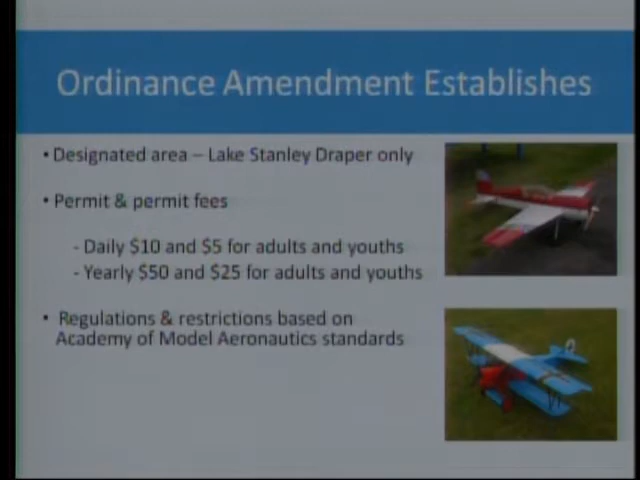 Ordinance Amendment Establishes
• Designated area – Lake Stanley Draper only
• Permit & permit fees
- Daily $10 and $5 for adults and youths
- Yearly $50 and $25 for adults and youths
• Regulations & restrictions based on
Academy of Model Aeronautics standards